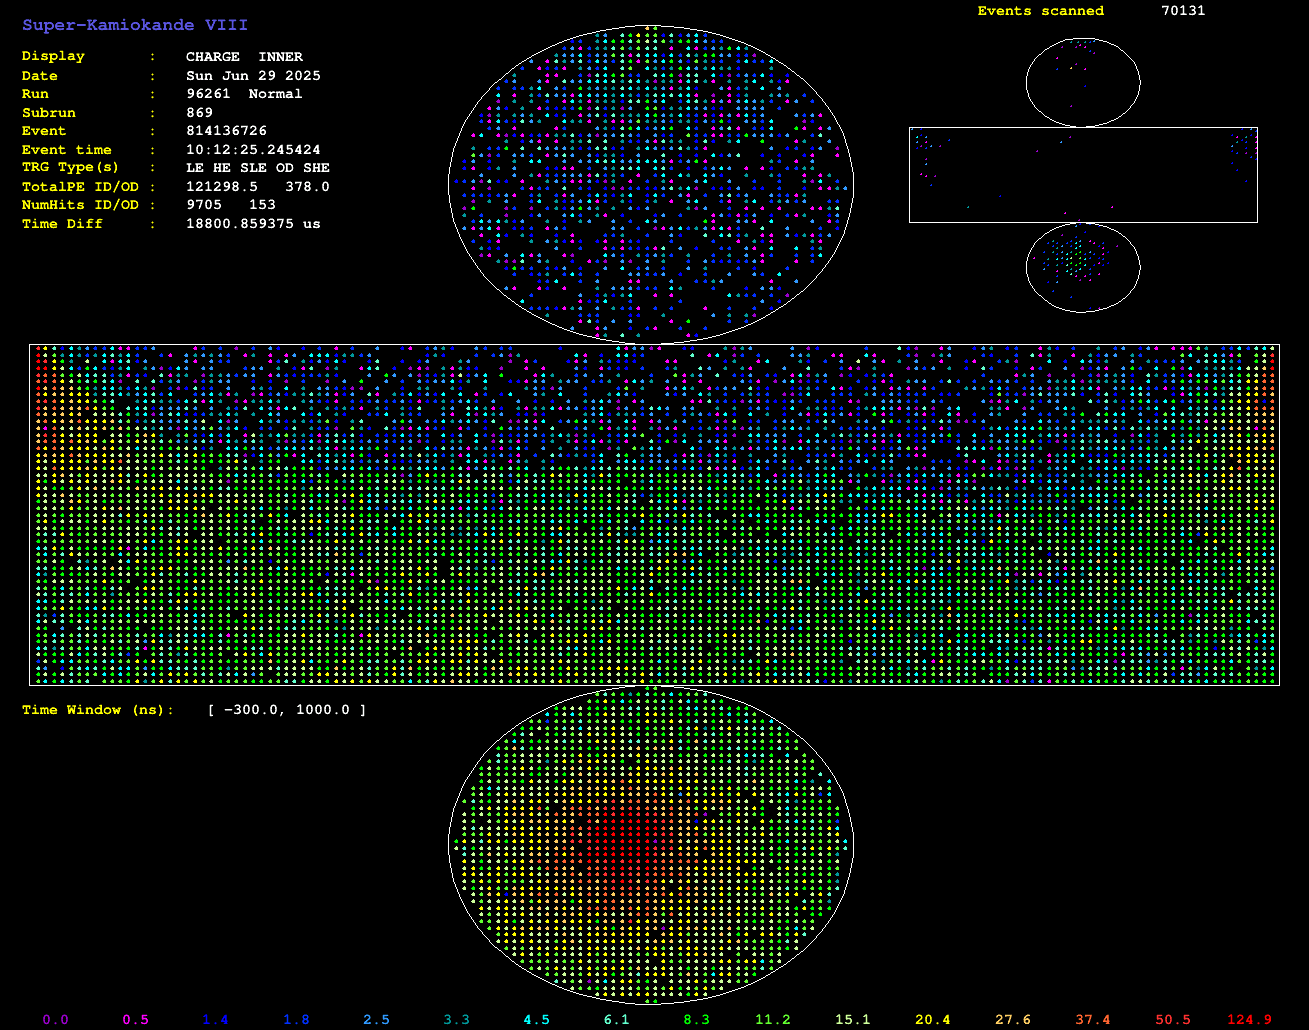 Super-Kamiokande VIII
Events scanned 70131
Display : CHARGE INNER
Date : Sun Jun 29 2025
Run : 96261 Normal
Subrun : 869
Event : 814136726
Event time : 10:12:25.245424
TRG Type(s) : LE HE SLE OD SHE
TotalPE ID/OD : 121298.5 378.0
NumHits ID/OD : 9705 153
Time Diff : 18800.859375 us
Time Window (ns): [ -300.0, 1000.0 ]
0.0 0.5 1.4 1.8 2.5 3.3 4.5 6.1 8.3 11.2 15.1 20.4 27.6 37.4 50.5 124.9